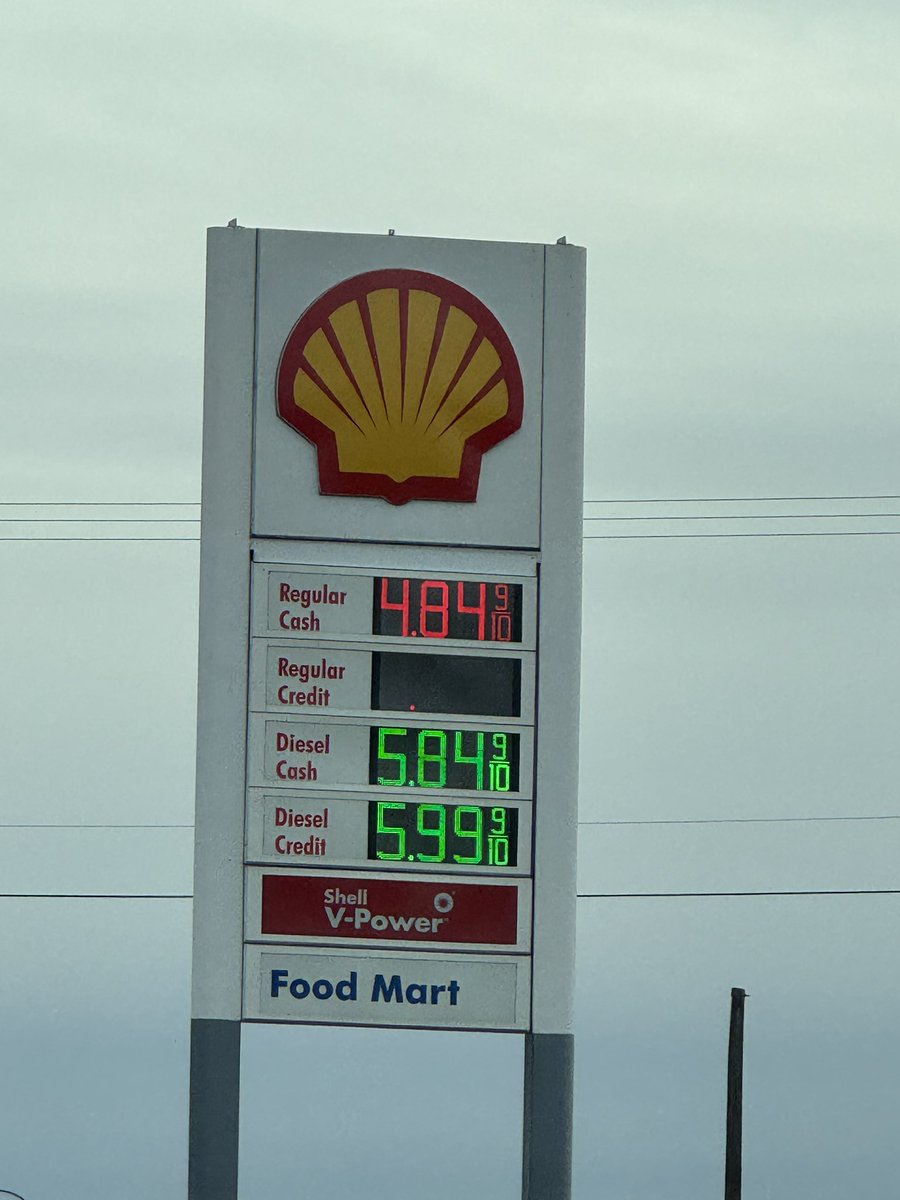 Regular
Cash
4.84 9/10
Regular
Credit
.
Diesel
Cash
5.84 9/10
Diesel
Credit
5.99 9/10
Shell
V-Power
Food Mart